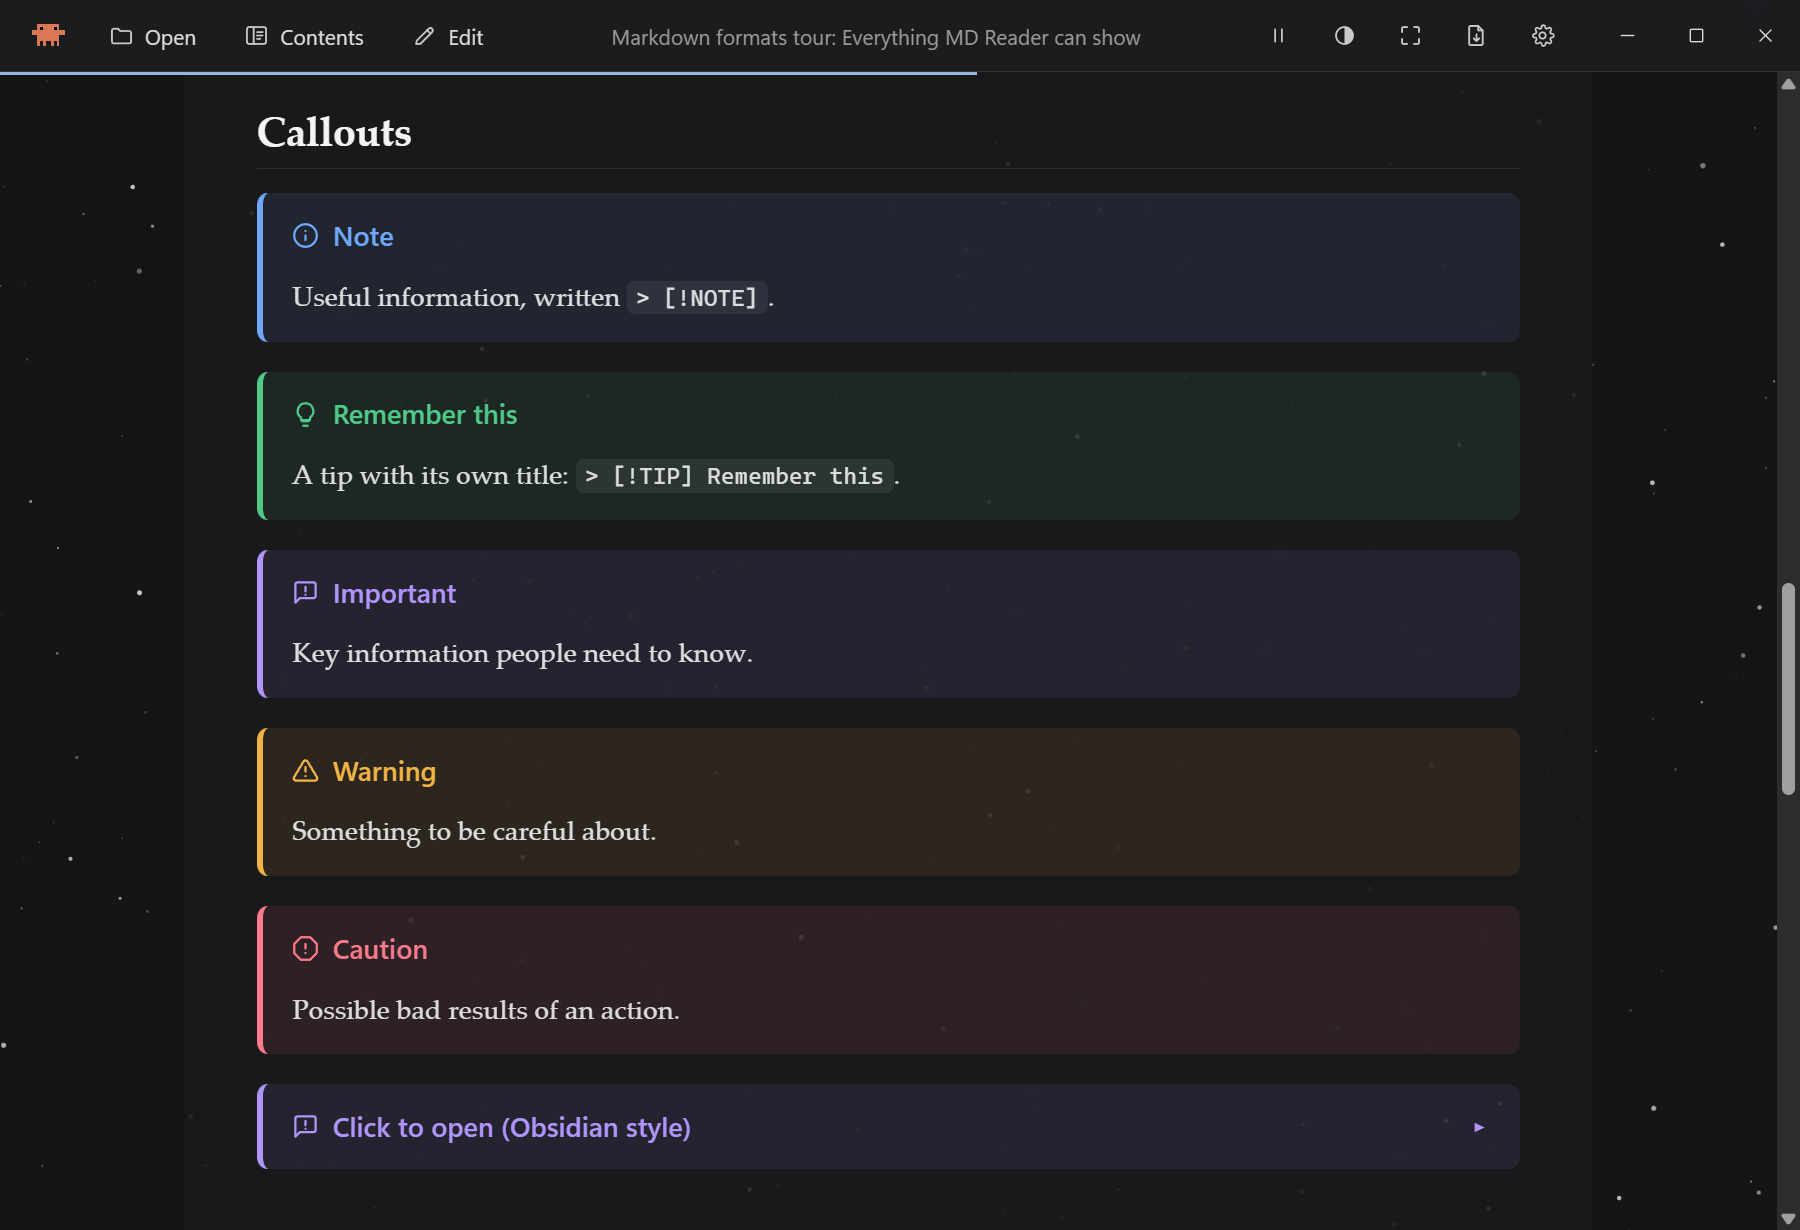 Open
Contents
Edit
Markdown formats tour: Everything MD Reader can show
Callouts
Note
Useful information, written > [!NOTE].
Remember this
A tip with its own title: > [!TIP] Remember this.
Important
Key information people need to know.
Warning
Something to be careful about.
Caution
Possible bad results of an action.
Click to open (Obsidian style)